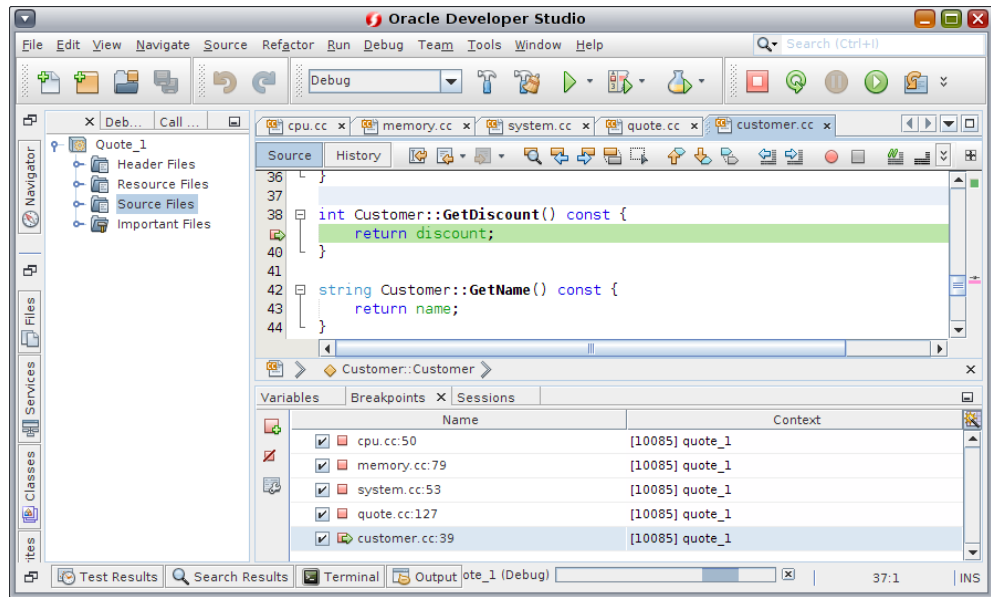 Oracle Developer Studio
File Edit View Navigate Source Refactor Run Debug Team Tools Window Help
Search (Ctrl+I)
Debug
Deb... Call ...
cpu.cc memory.cc system.cc quote.cc customer.cc
Navigator
Files
Services
Classes
ites
Quote_1
Header Files
Resource Files
Source Files
Important Files
Source History
36 }
37
38 int Customer::GetDiscount() const {
return discount;
40 }
41
42 string Customer::GetName() const {
43 return name;
44 }
Customer::Customer
Variables Breakpoints Sessions
Name Context
cpu.cc:50 [10085] quote_1
memory.cc:79 [10085] quote_1
system.cc:53 [10085] quote_1
quote.cc:127 [10085] quote_1
customer.cc:39 [10085] quote_1
Test Results Search Results Terminal Output ote_1 (Debug) 37:1 INS